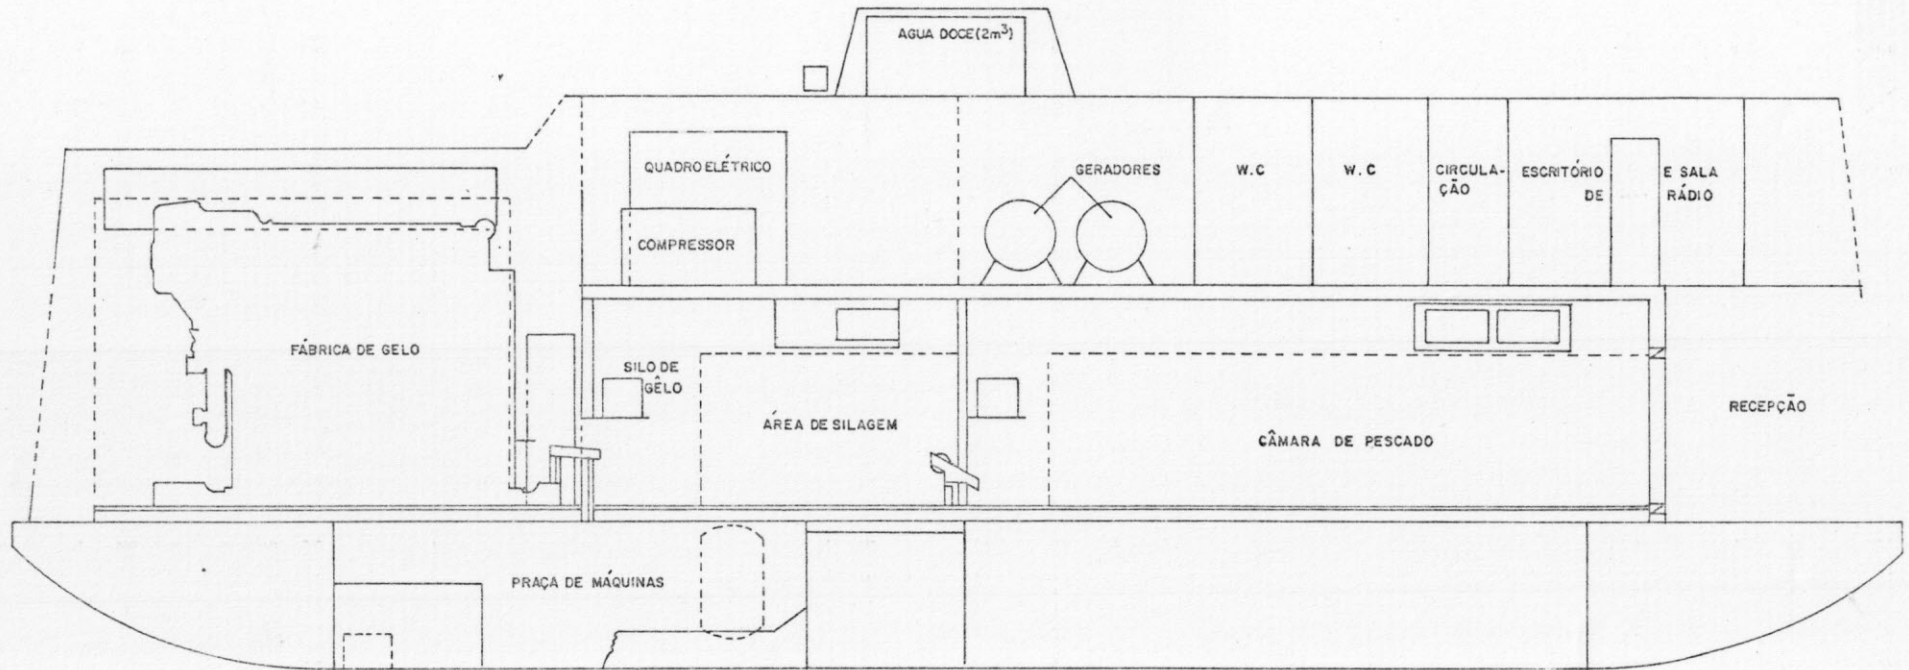 AGUA DOCE (2m³)
QUADRO ELÉTRICO
COMPRESSOR
GERADORES
W.C
W.C
CIRCULA-
ÇÃO
ESCRITÓRIO E SALA
DE RÁDIO
FÁBRICA DE GELO
SILO DE
GÊLO
ÁREA DE SILAGEM
CÂMARA DE PESCADO
RECEPÇÃO
PRAÇA DE MÁQUINAS